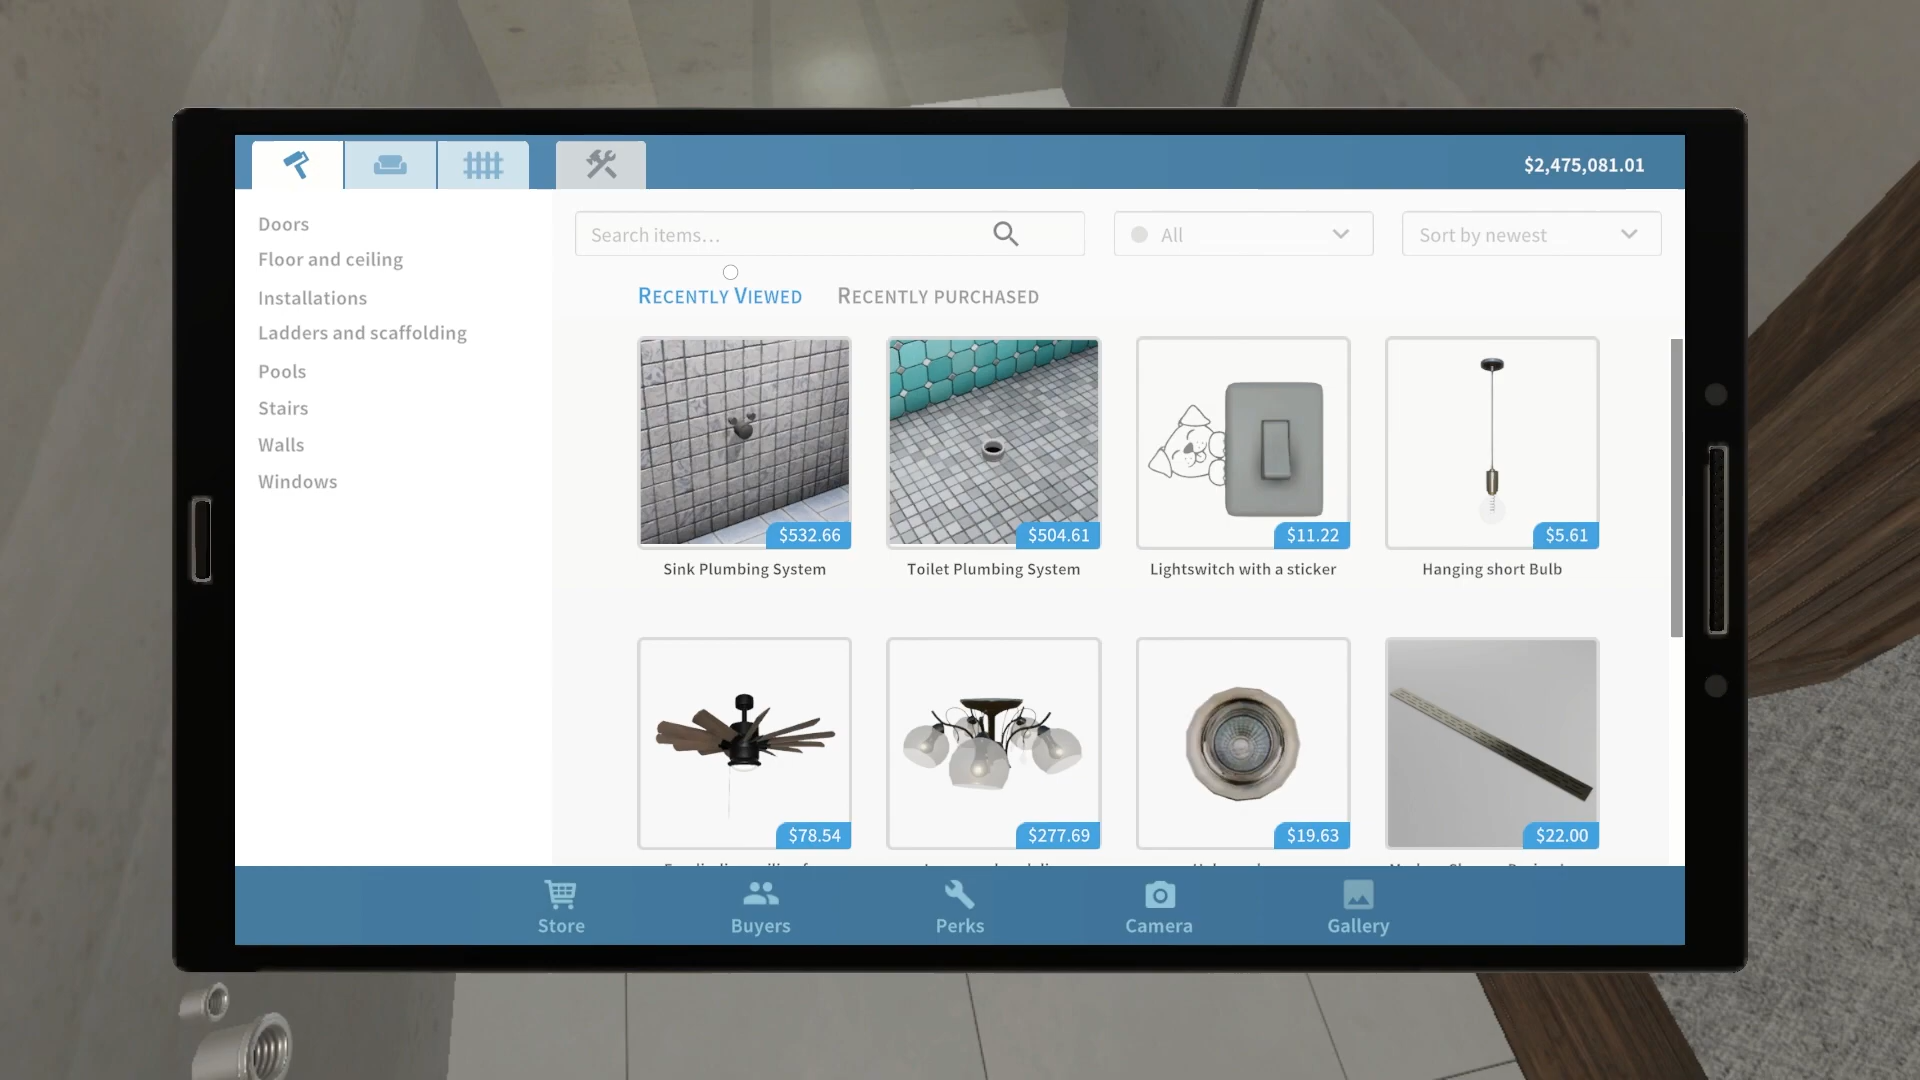 $2,475,081.01
Doors
Floor and ceiling
Installations
Ladders and scaffolding
Pools
Stairs
Walls
Windows
Search items...
All
Sort by newest
RECENTLY VIEWED
RECENTLY PURCHASED
$532.66
$504.61
$11.22
$5.61
Sink Plumbing System
Toilet Plumbing System
Lightswitch with a sticker
Hanging short Bulb
$78.54
$277.69
$19.63
$22.00
Store
Buyers
Perks
Camera
Gallery